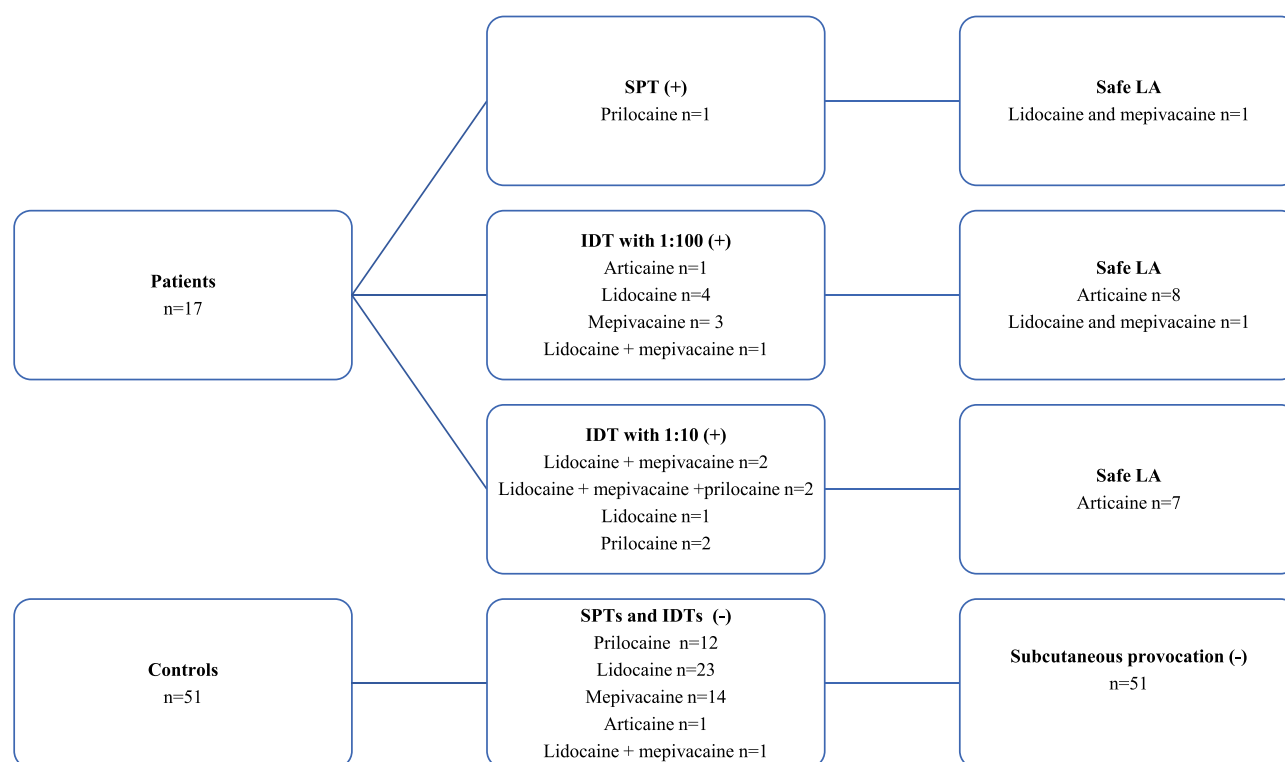 Patients
n=17
SPT (+)
Prilocaine n=1
Safe LA
Lidocaine and mepivacaine n=1
IDT with 1:100 (+)
Articaine n=1
Lidocaine n=4
Mepivacaine n= 3
Lidocaine + mepivacaine n=1
Safe LA
Articaine n=8
Lidocaine and mepivacaine n=1
IDT with 1:10 (+)
Lidocaine + mepivacaine n=2
Lidocaine + mepivacaine +prilocaine n=2
Lidocaine n=1
Prilocaine n=2
Safe LA
Articaine n=7
Controls
n=51
SPTs and IDTs (-)
Prilocaine n=12
Lidocaine n=23
Mepivacaine n=14
Articaine n=1
Lidocaine + mepivacaine n=1
Subcutaneous provocation (-)
n=51